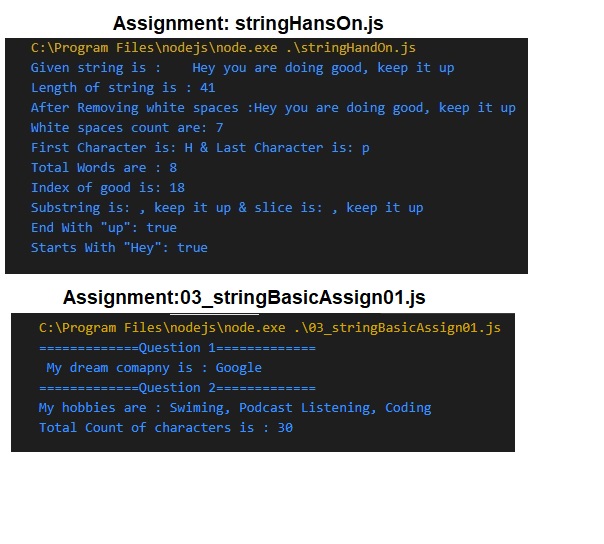 Assignment: stringHansOn.js
C:\Program Files\nodejs\node.exe .\stringHandOn.js
Given string is :    Hey you are doing good, keep it up
Length of string is : 41
After Removing white spaces :Hey you are doing good, keep it up
White spaces count are: 7
First Character is: H & Last Character is: p
Total Words are : 8
Index of good is: 18
Substring is: , keep it up & slice is: , keep it up
End With "up": true
Starts With "Hey": true
Assignment:03_stringBasicAssign01.js
C:\Program Files\nodejs\node.exe .\03_stringBasicAssign01.js
=============Question 1=============
My dream comapny is : Google
=============Question 2=============
My hobbies are : Swiming, Podcast Listening, Coding
Total Count of characters is : 30